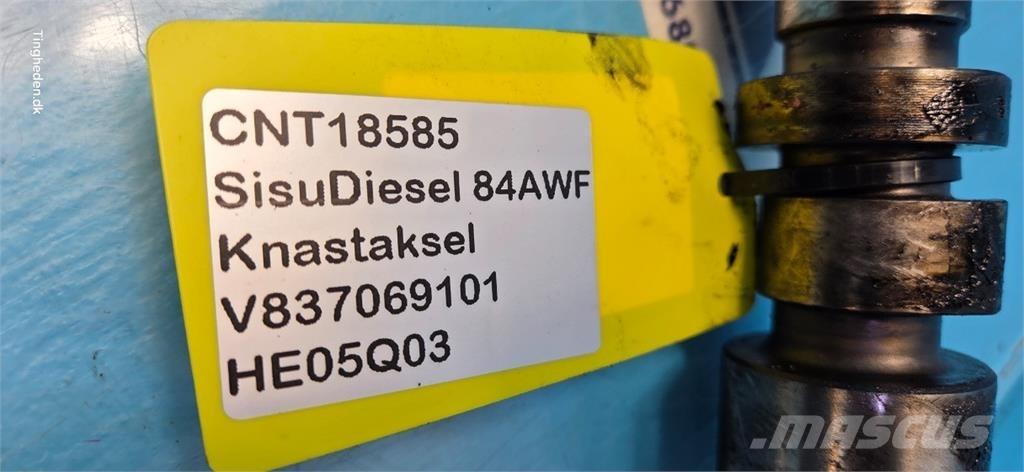 Tingheden.dk
CNT18585
SisuDiesel 84AWF
Knastaksel
V837069101
HE05Q03
.mascus